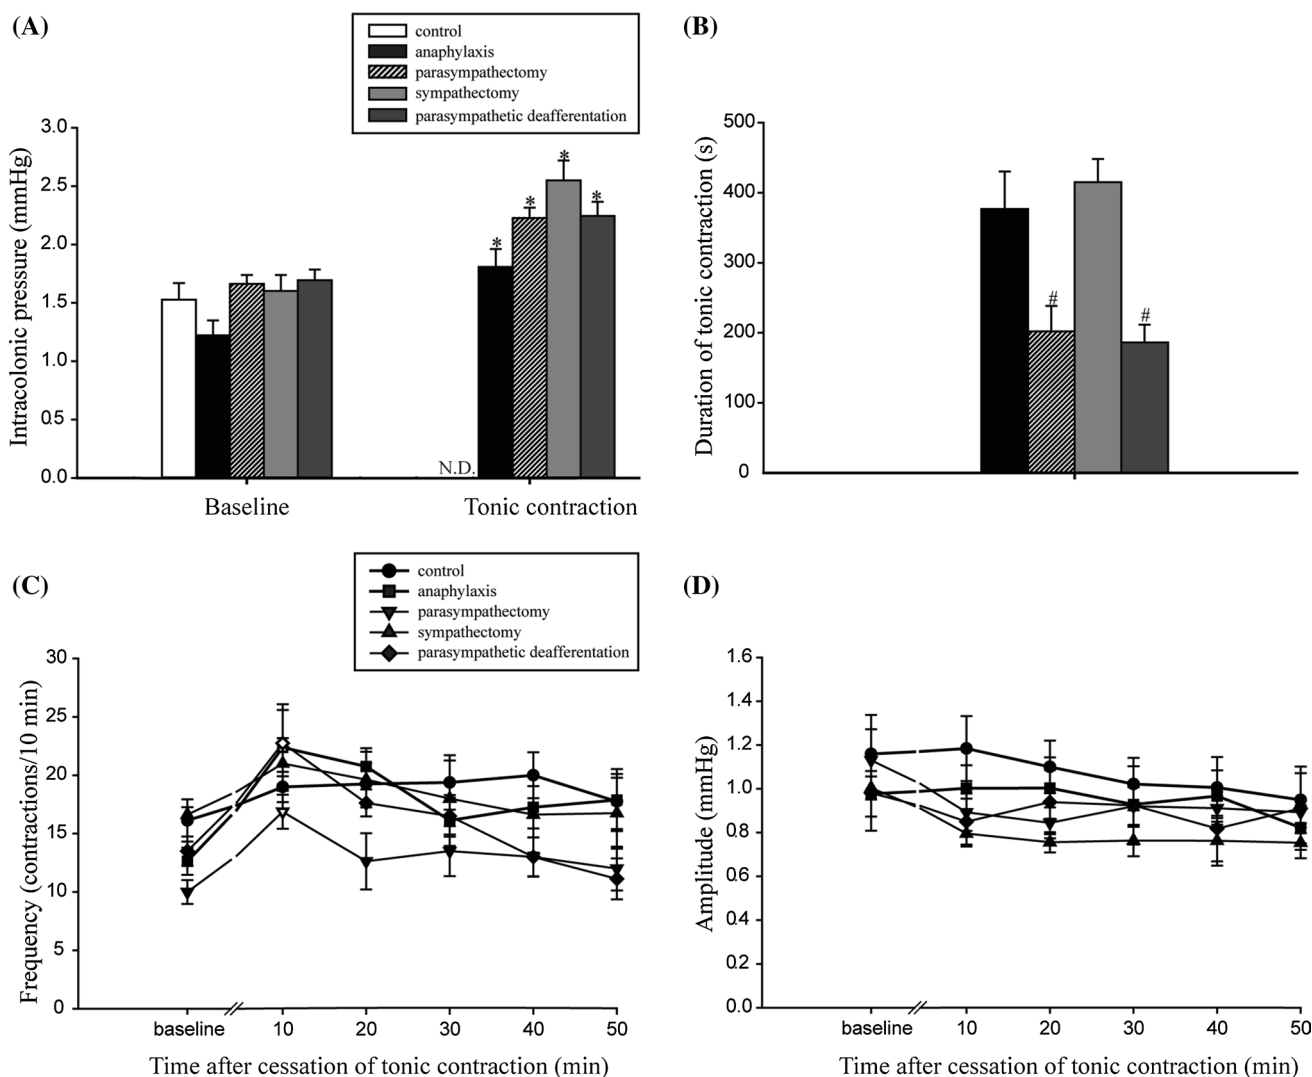 (A)
control
anaphylaxis
parasympathectomy
sympathectomy
parasympathetic deafferentation
Intracolonic pressure (mmHg)
3.0
2.5
2.0
1.5
1.0
0.5
0.0
* * * *
N.D.
Baseline Tonic contraction
(B)
Duration of tonic contraction (s)
500
400
300
200
100
0
# #
(C)
control
anaphylaxis
parasympathectomy
sympathectomy
parasympathetic deafferentation
Frequency (contractions/10 min)
30
25
20
15
10
5
0
baseline 10 20 30 40 50
Time after cessation of tonic contraction (min)
(D)
Amplitude (mmHg)
1.6
1.4
1.2
1.0
0.8
0.6
0.4
0.2
0.0
baseline 10 20 30 40 50
Time after cessation of tonic contraction (min)